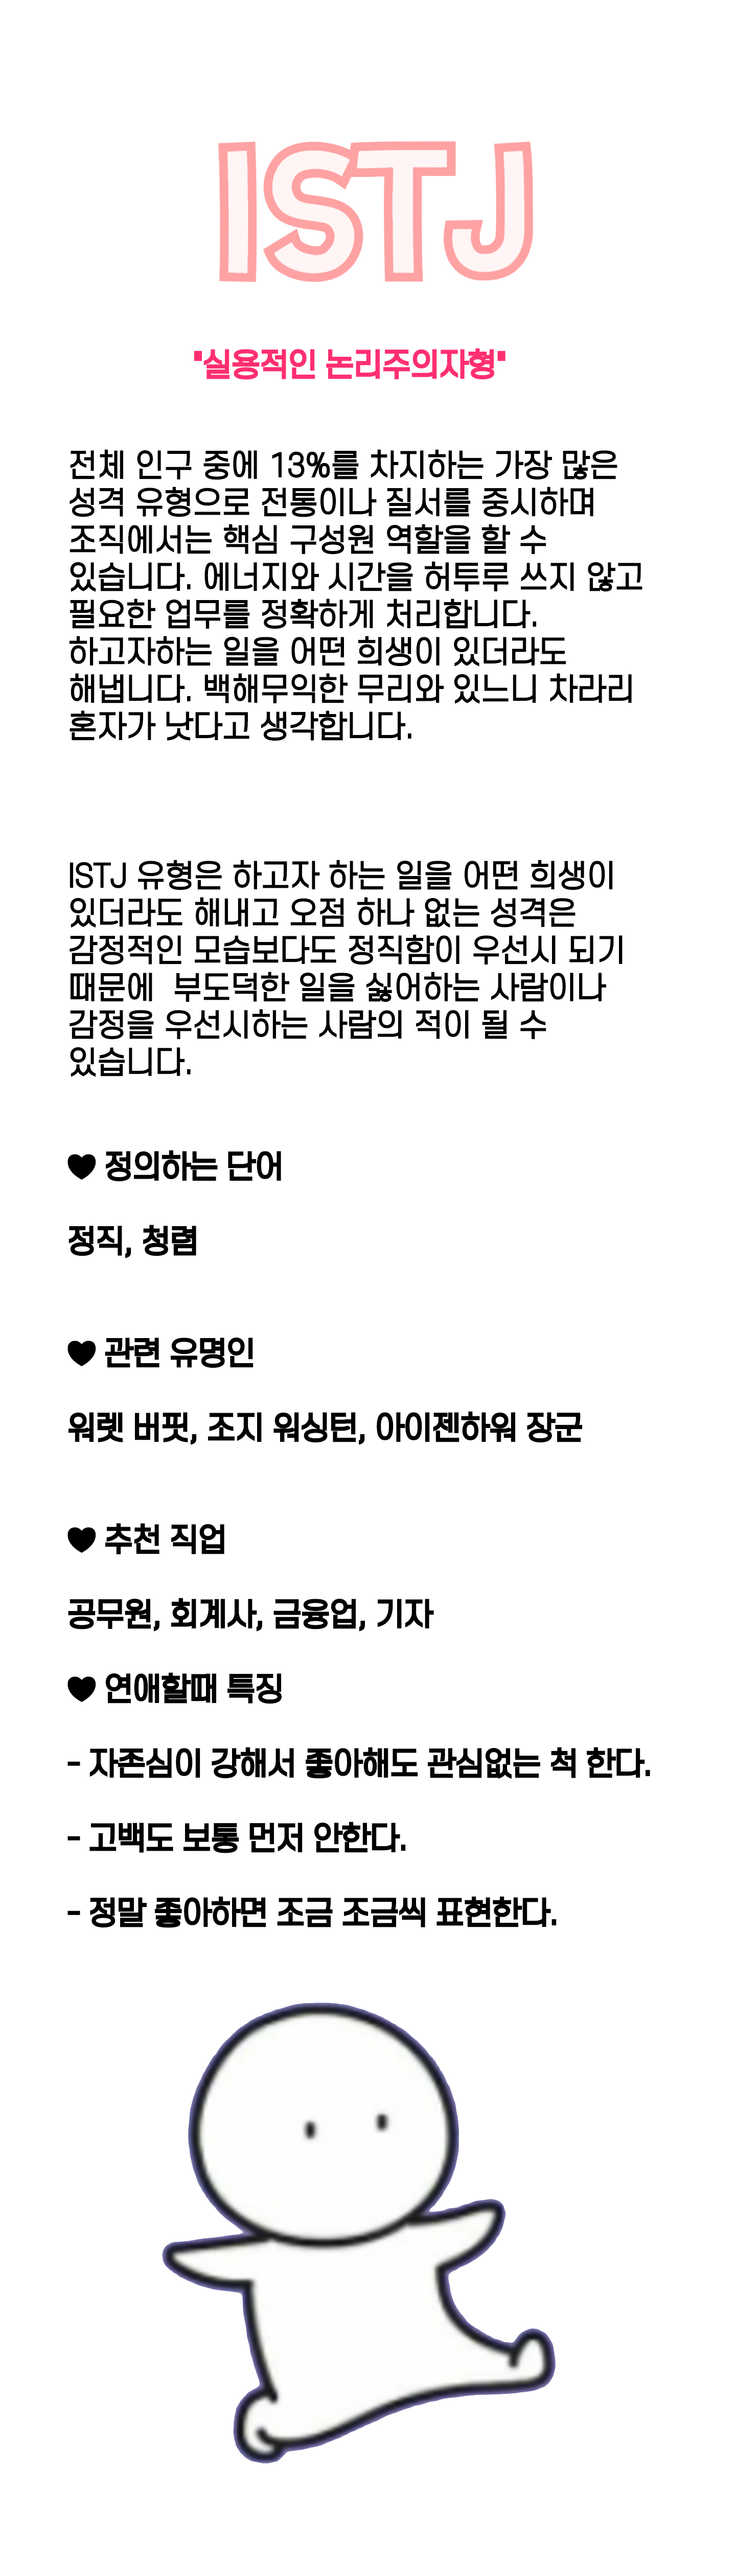 ISTJ
"실용적인 논리주의자형"
전체 인구 중에 13%를 차지하는 가장 많은
성격 유형으로 전통이나 질서를 중시하며
조직에서는 핵심 구성원 역할을 할 수
있습니다. 에너지와 시간을 허투루 쓰지 않고
필요한 업무를 정확하게 처리합니다.
하고자하는 일을 어떤 희생이 있더라도
해냅니다. 백해무익한 무리와 있느니 차라리
혼자가 낫다고 생각합니다.
ISTJ 유형은 하고자 하는 일을 어떤 희생이
있더라도 해내고 오점 하나 없는 성격은
감정적인 모습보다도 정직함이 우선시 되기
때문에  부도덕한 일을 싫어하는 사람이나
감정을 우선시하는 사람의 적이 될 수
있습니다.
♥ 정의하는 단어
정직, 청렴
♥ 관련 유명인
워렛 버핏, 조지 워싱턴, 아이젠하워 장군
♥ 추천 직업
공무원, 회계사, 금융업, 기자
♥ 연애할때 특징
- 자존심이 강해서 좋아해도 관심없는 척 한다.
- 고백도 보통 먼저 안한다.
- 정말 좋아하면 조금 조금씩 표현한다.